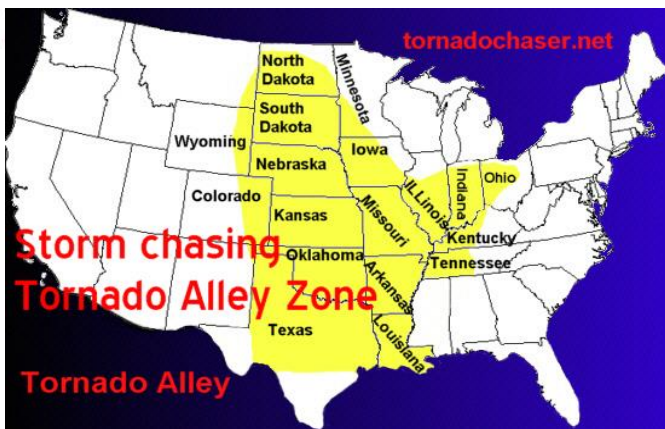 tornadochaser.net
North
Dakota
Minnesota
South
Dakota
Wyoming
Iowa
Nebraska
Ohio
ILLinois
Indiana
Colorado
Missouri
Kansas
Kentucky
Storm chasing
Oklahoma
Tennessee
Arkansas
Tornado Alley Zone
Texas
Louisiana
Tornado Alley